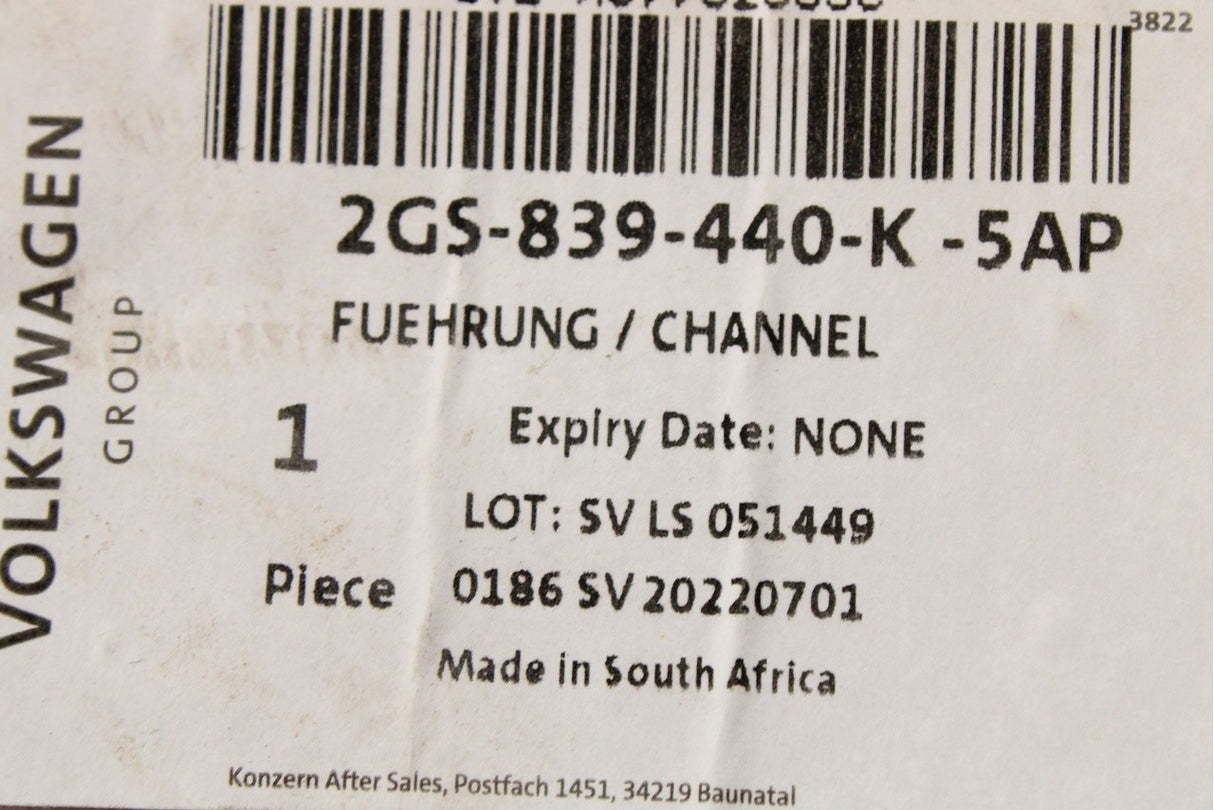 3822
2GS-839-440-K -5AP
FUEHRUNG / CHANNEL
1
Expiry Date: NONE
LOT: SV LS 051449
Piece 0186 SV 20220701
Made in South Africa
Konzern After Sales, Postfach 1451, 34219 Baunatal
VOLKSWAGEN
GROUP